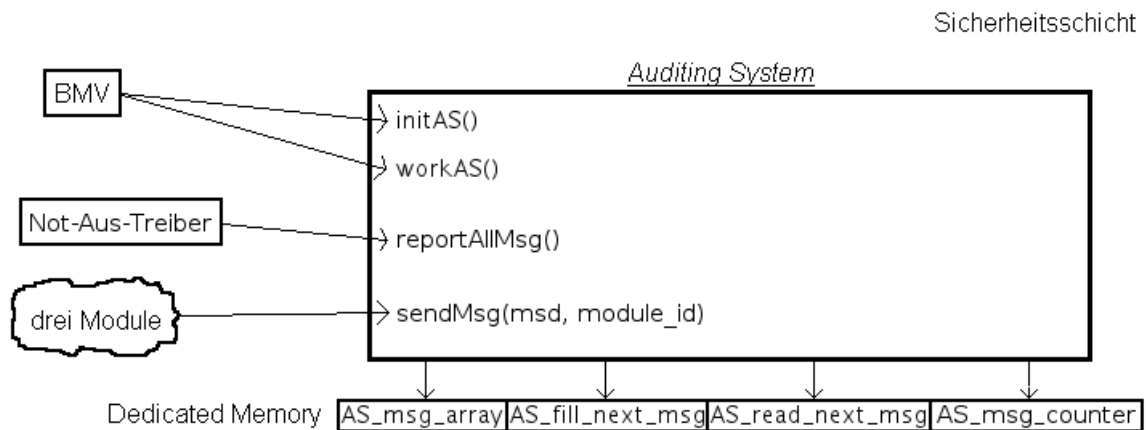 Sicherheitsschicht
Auditing System
BMV
initAS()
workAS()
Not-Aus-Treiber
reportAllMsg()
drei Module
sendMsg(msd, module_id)
Dedicated Memory AS_msg_array AS_fill_next_msg AS_read_next_msg AS_msg_counter